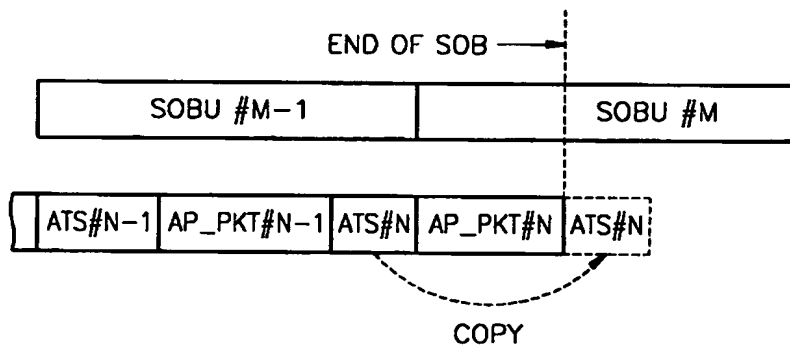 END OF SOB
SOBU #M-1 SOBU #M
ATS#N-1 AP_PKT#N-1 ATS#N AP_PKT#N ATS#N
COPY